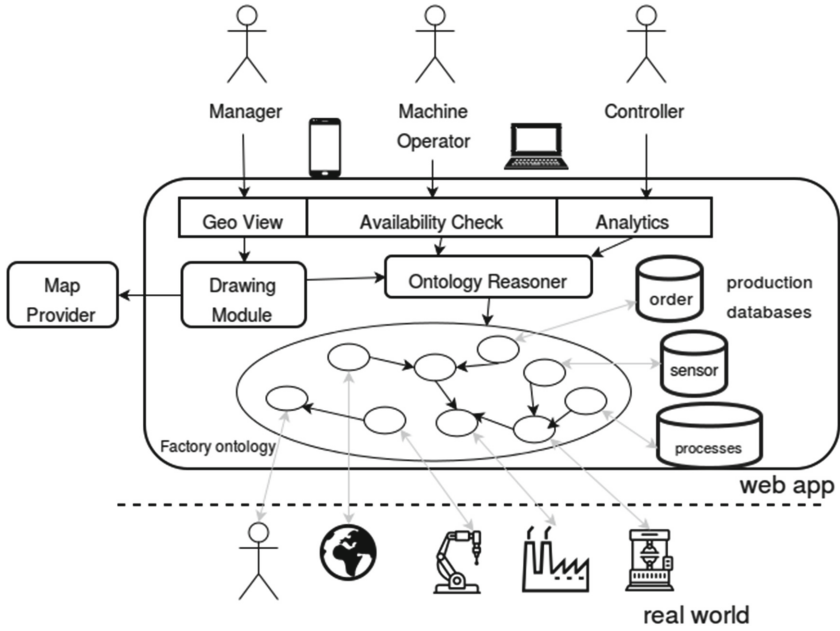 Manager
Machine
Operator
Controller
Geo View
Availability Check
Analytics
Map
Provider
Drawing
Module
Ontology Reasoner
order
production
databases
sensor
processes
Factory ontology
web app
real world